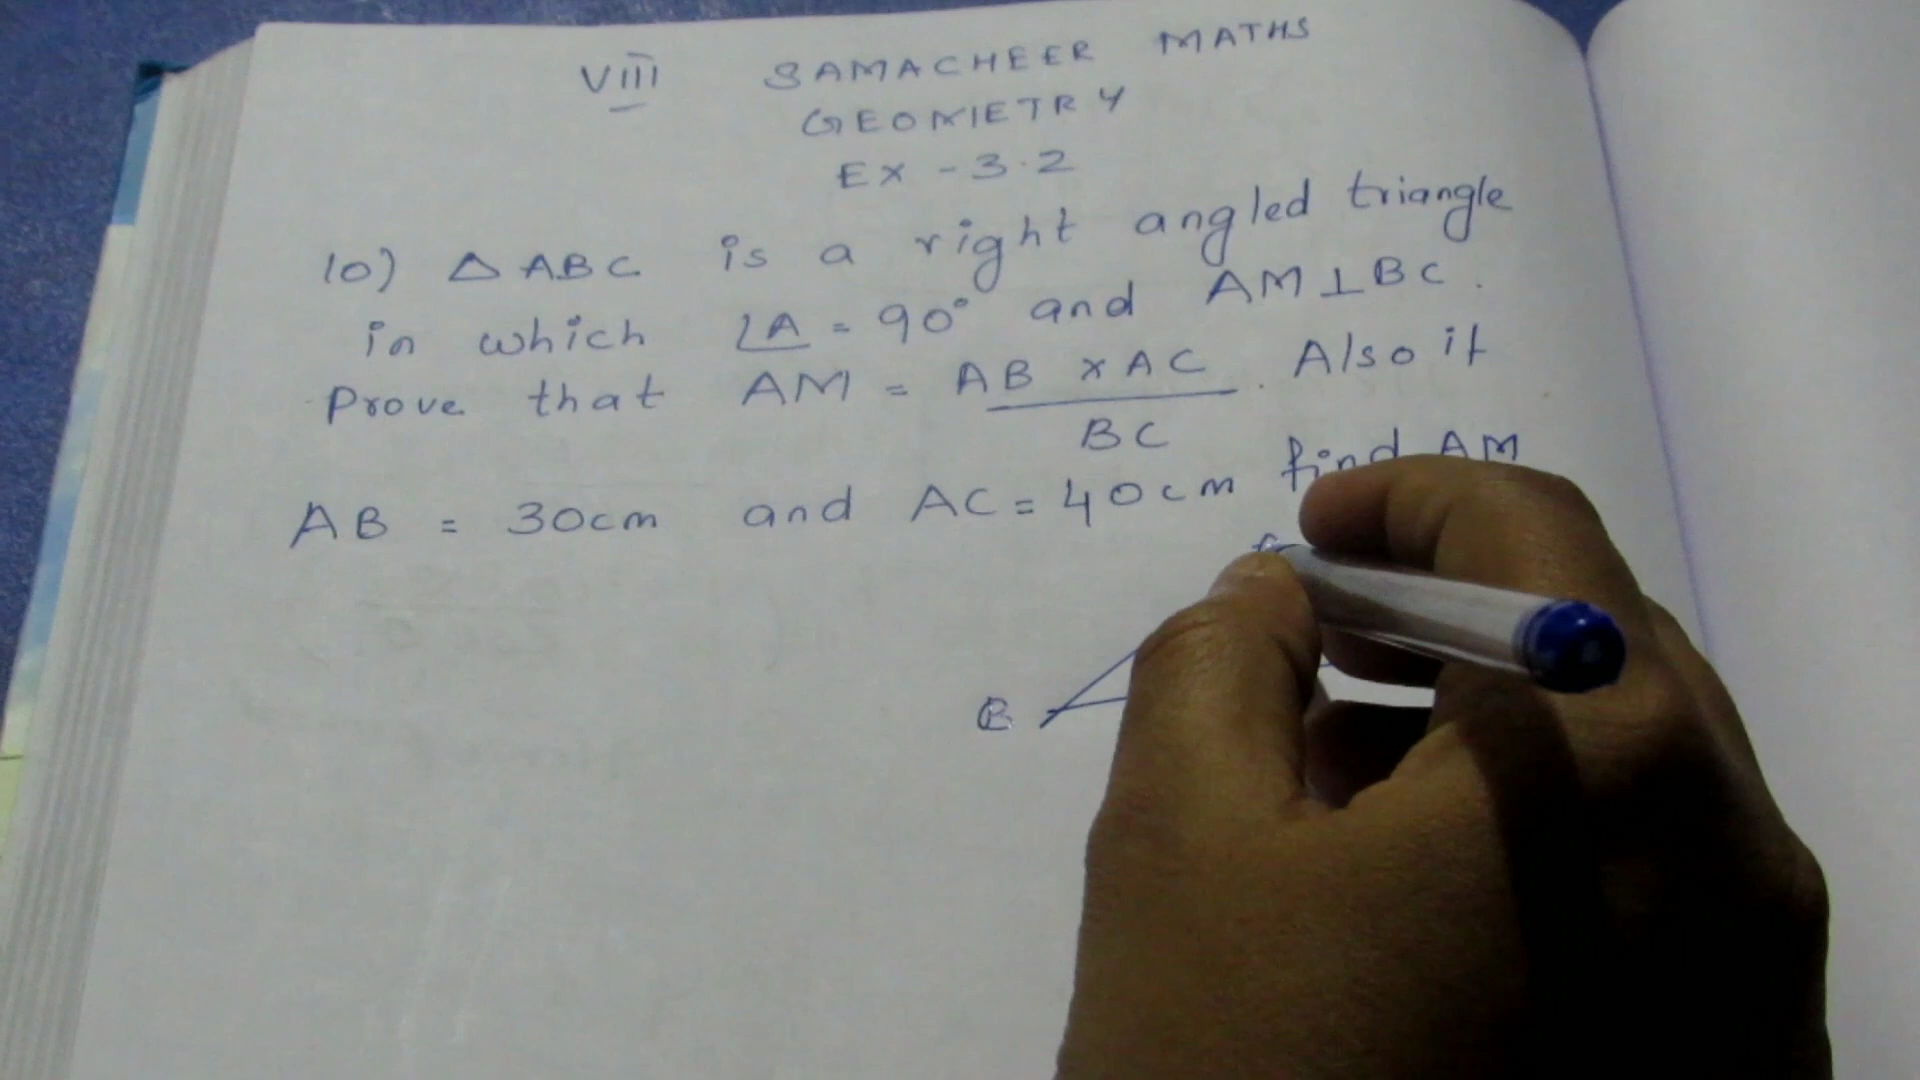 VIII SAMACHEER MATHS
GEOMETRY
EX - 3.2
10) △ ABC is a right angled triangle
in which ∠A = 90° and AM ⊥ BC.
Prove that AM = AB × AC / BC. Also if
AB = 30cm and AC = 40cm find AM
B